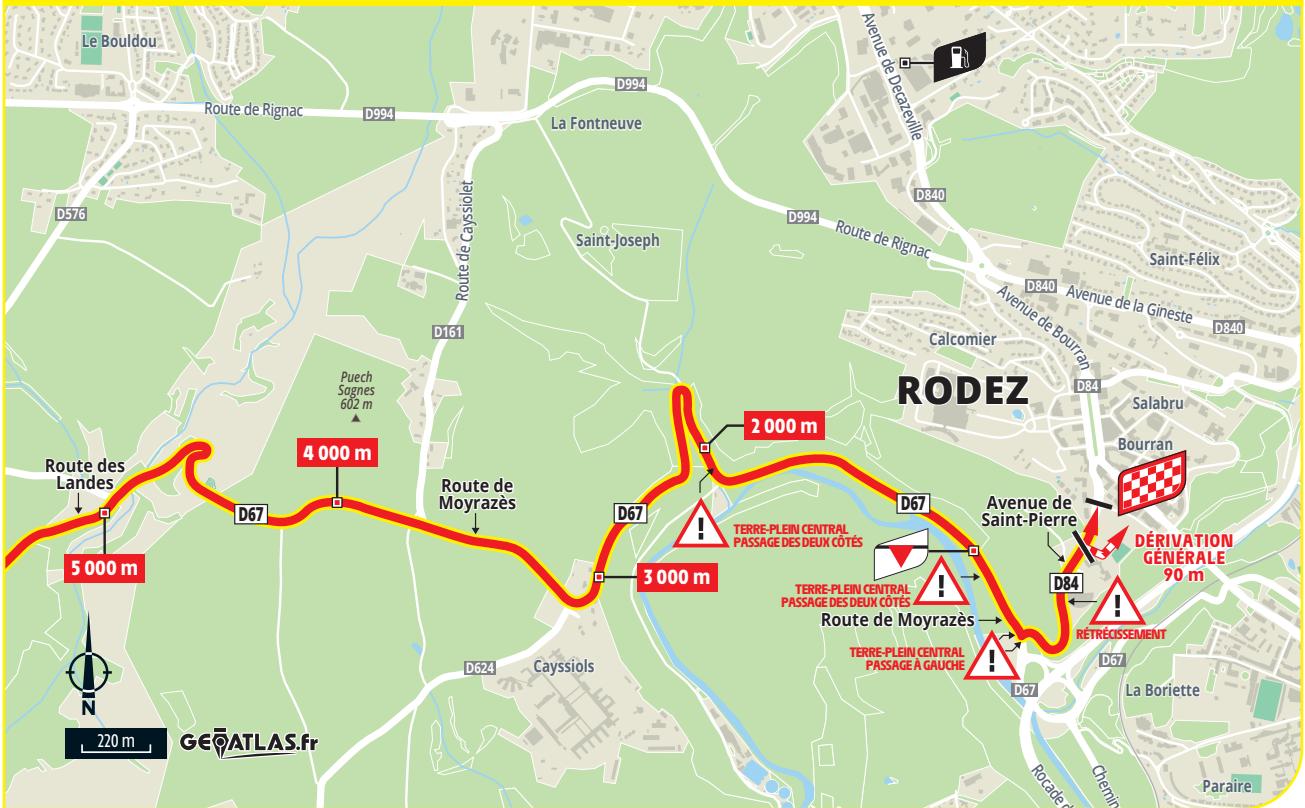 Le Bouldou
Route de Rignac
D994
D994
La Fontneuve
Avenue de Decazeville
D840
D576
Route de Cayssiolet
Saint-Joseph
D994
Route de Rignac
Saint-Félix
D840
Avenue de la Gineste
D840
D161
Avenue de Bourran
Calcomier
Puech
Sagnes
602 m
RODEZ
D84
Salabru
2 000 m
Bourran
4 000 m
Route des
Landes
Route de
Moyrazès
D67
D67
D67
Avenue de
Saint-Pierre
TERRE-PLEIN CENTRAL
PASSAGE DES DEUX CÔTÉS
!
DÉRIVATION
GÉNÉRALE
90 m
5 000 m
3 000 m
TERRE-PLEIN CENTRAL
PASSAGE DES DEUX CÔTÉS
!
D84
!
Route de Moyrazès
RÉTRÉCISSEMENT
TERRE-PLEIN CENTRAL
PASSAGE À GAUCHE
!
D624
Cayssiols
D67
D67
La Boriette
N
220 m
GEOATLAS.fr
Rocade d
Chemin
Paraire